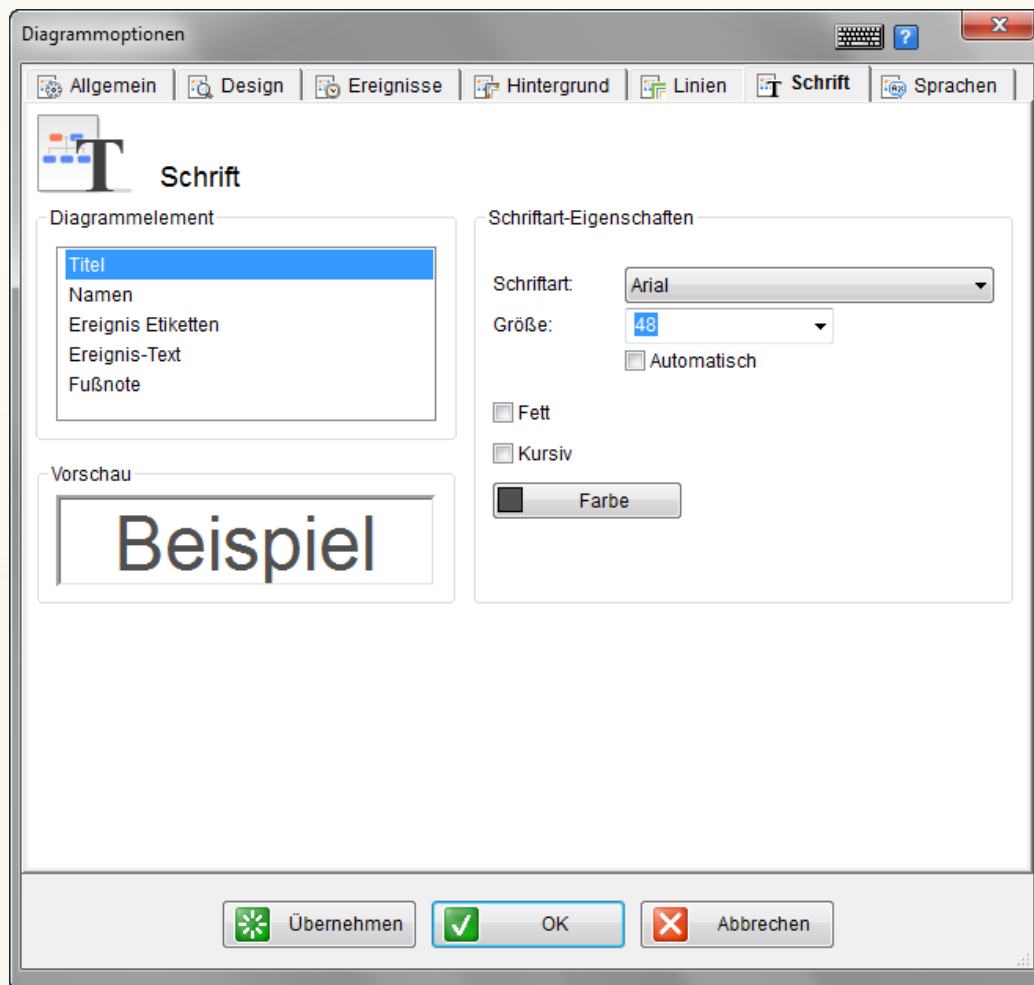 Diagrammoptionen
?
Allgemein Design Ereignisse Hintergrund Linien Schrift Sprachen
Schrift
Diagrammelement
Titel
Namen
Ereignis Etiketten
Ereignis-Text
Fußnote
Vorschau
Beispiel
Schriftart-Eigenschaften
Schriftart: Arial
Größe: 48
Automatisch
Fett
Kursiv
Farbe
Übernehmen OK Abbrechen